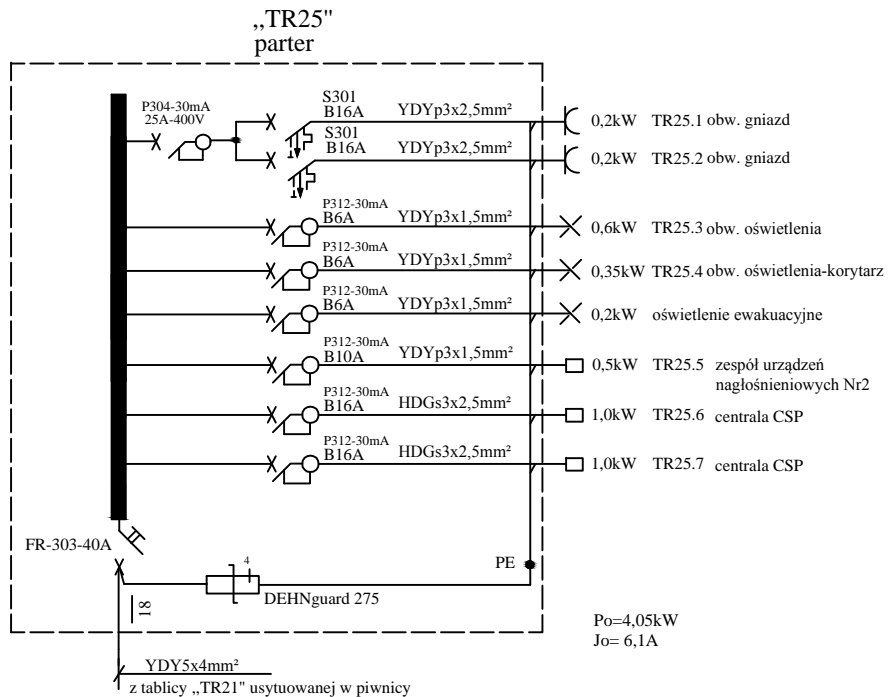 ,,TR25"
parter
P304-30mA
25A-400V
S301
B16A
YDYp3x2,5mm²
0,2kW TR25.1 obw. gniazd
S301
B16A
YDYp3x2,5mm²
0,2kW TR25.2 obw. gniazd
P312-30mA
B6A
YDYp3x1,5mm²
0,6kW TR25.3 obw. oświetlenia
P312-30mA
B6A
YDYp3x1,5mm²
0,35kW TR25.4 obw. oświetlenia-korytarz
P312-30mA
B6A
YDYp3x1,5mm²
0,2kW oświetlenie ewakuacyjne
P312-30mA
B10A
YDYp3x1,5mm²
0,5kW TR25.5 zespół urządzeń
nagłośnieniowych Nr2
P312-30mA
B16A
HDGs3x2,5mm²
1,0kW TR25.6 centrala CSP
P312-30mA
B16A
HDGs3x2,5mm²
1,0kW TR25.7 centrala CSP
FR-303-40A
PE
4
DEHNguard 275
18
Po=4,05kW
Jo= 6,1A
YDY5x4mm²
z tablicy ,,TR21" usytuowanej w piwnicy